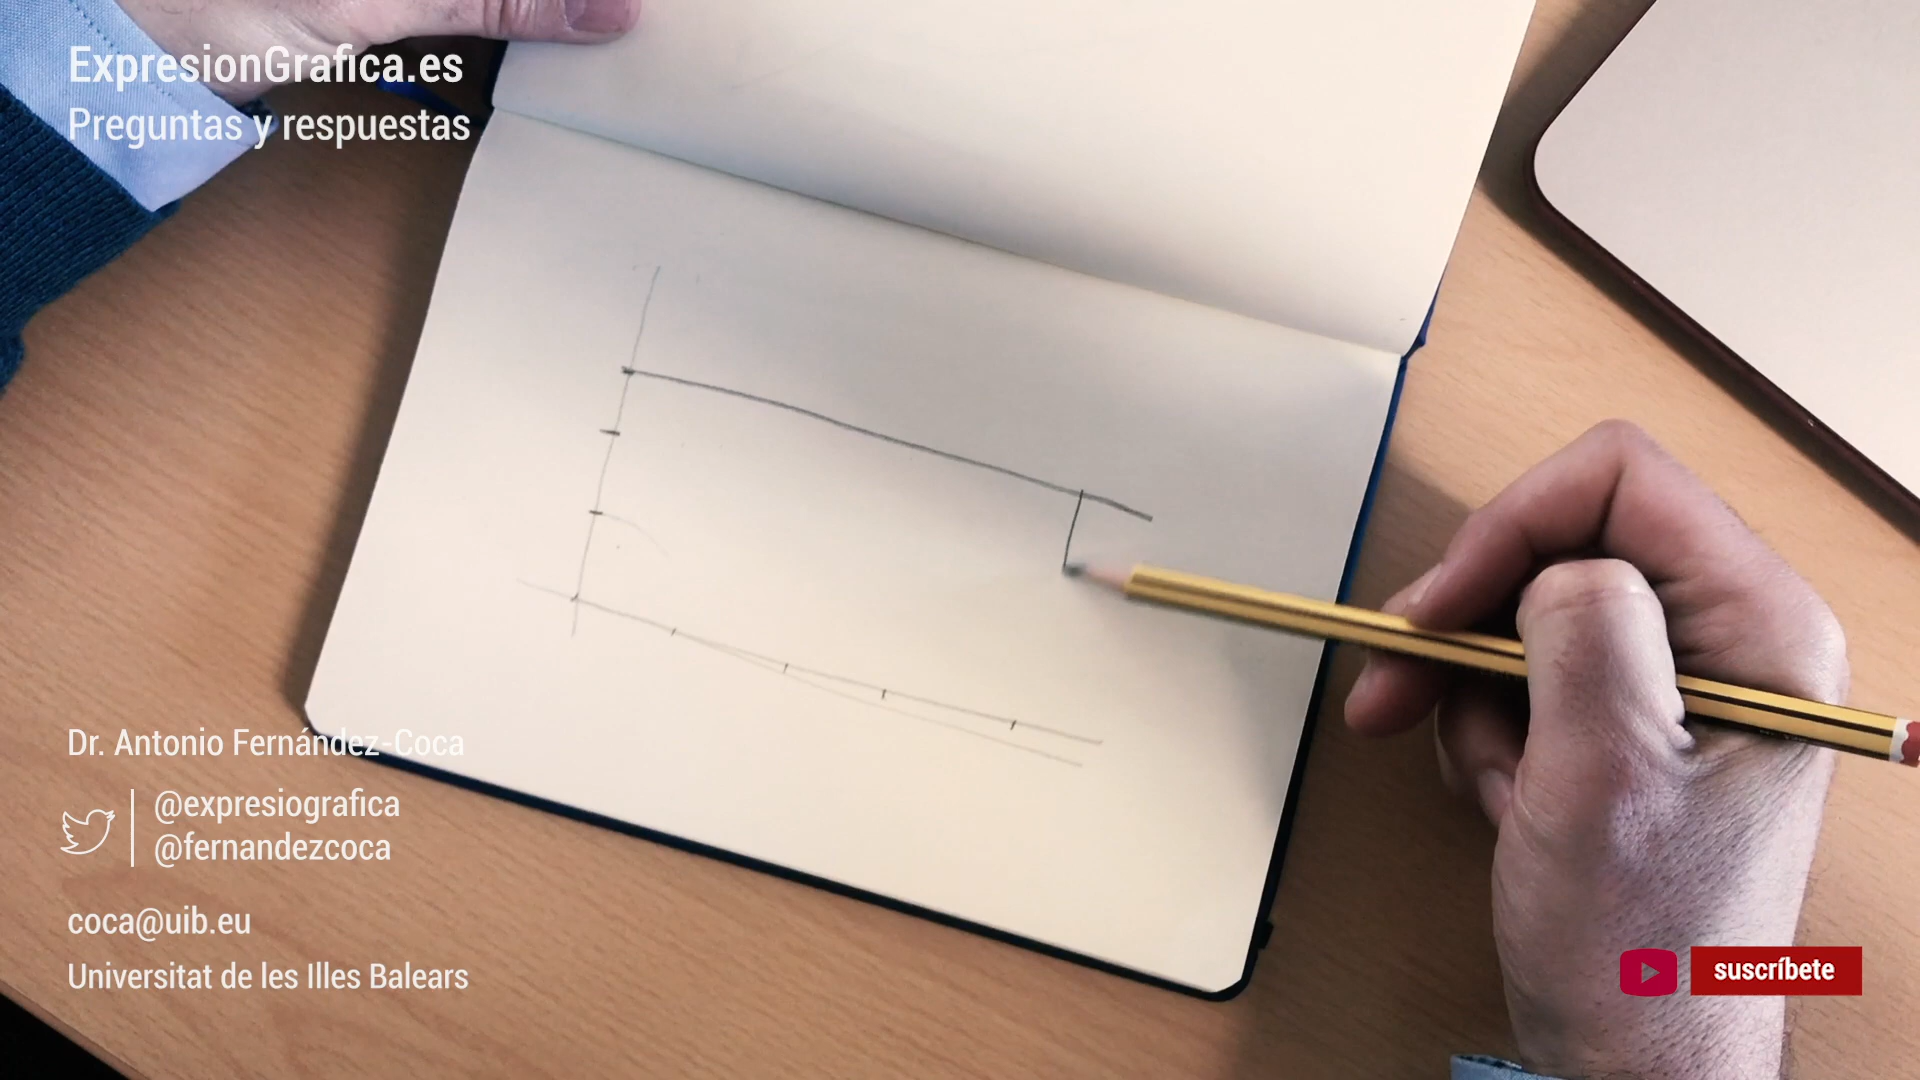 ExpresionGrafica.es
Preguntas y respuestas
Dr. Antonio Fernández-Coca
@expresiografica
@fernandezcoca
coca@uib.eu
Universitat de les Illes Balears
suscríbete